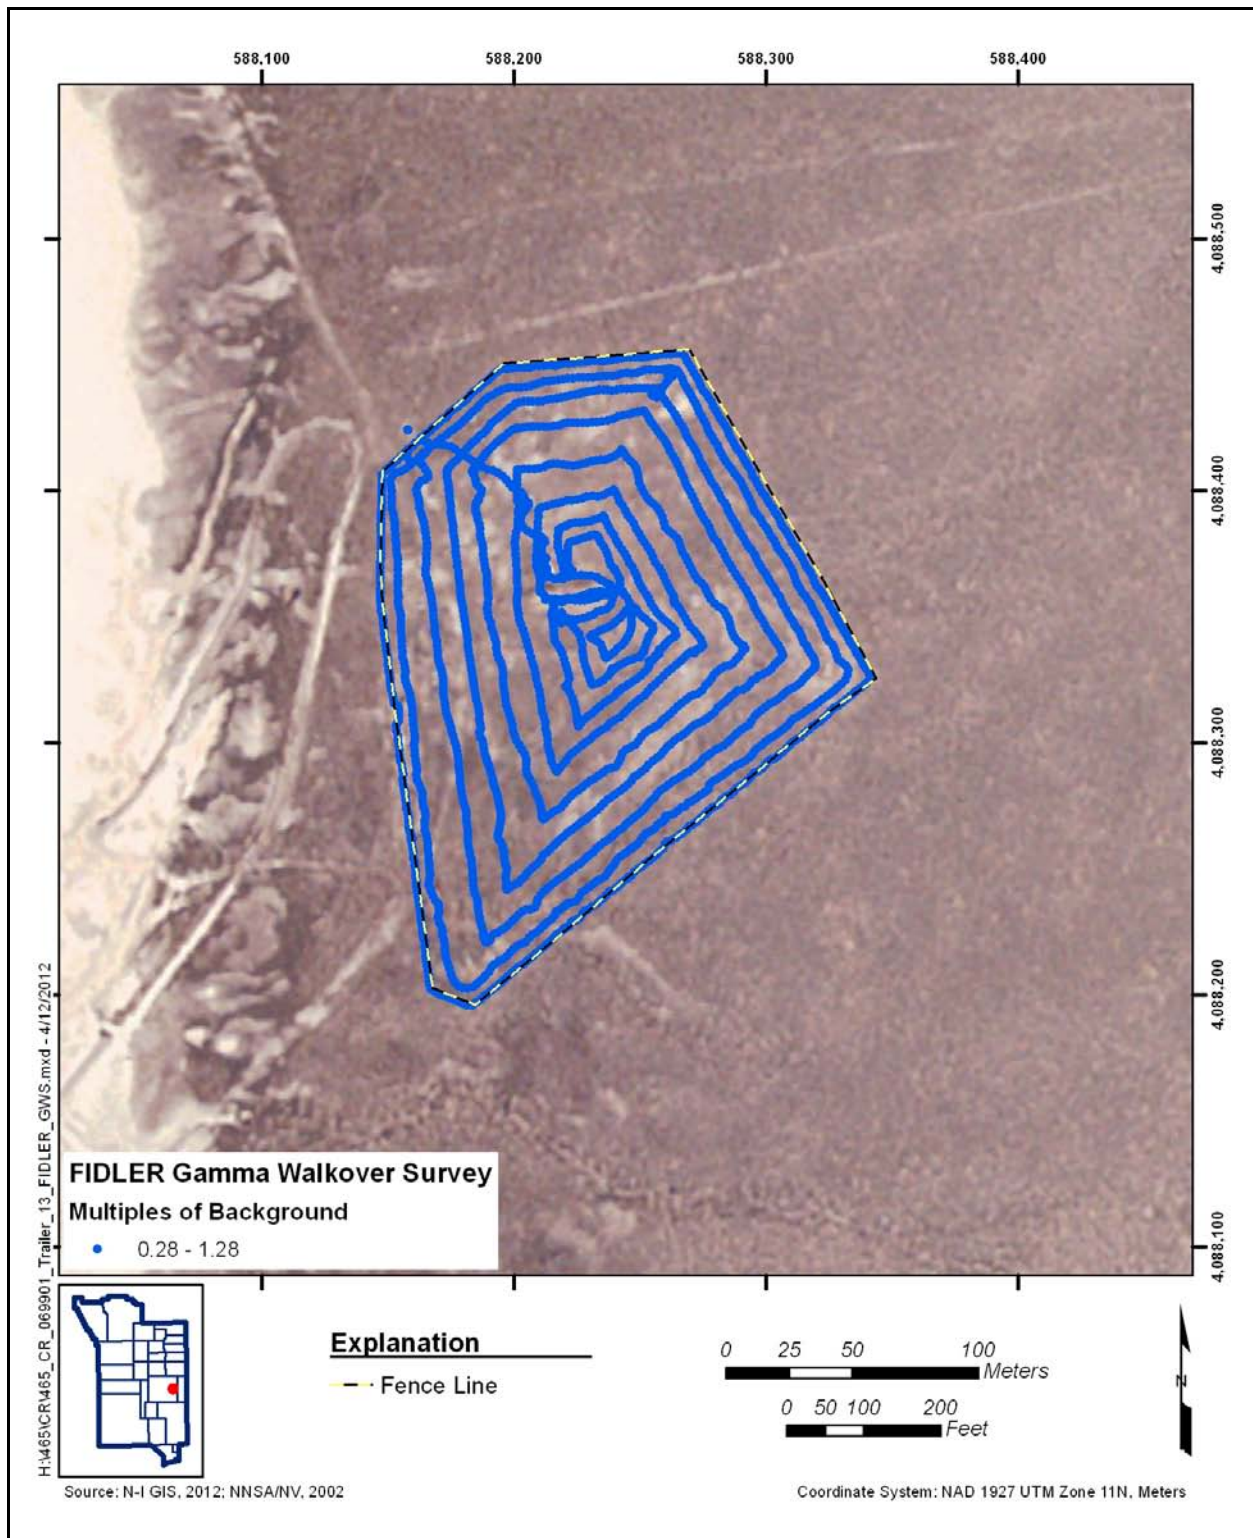 588,100 588,200 588,300 588,400
4,088,500
4,088,400
4,088,300
4,088,200
4,088,100
H:\465\CR\465_CR_069901_Trailer_13_FIDLER_GWS.mxd - 4/12/2012
FIDLER Gamma Walkover Survey
Multiples of Background
0.28 - 1.28
Explanation
Fence Line
0 25 50 100
Meters
0 50 100 200
Feet
N
Source: N-I GIS, 2012; NNSA/NV, 2002
Coordinate System: NAD 1927 UTM Zone 11N, Meters